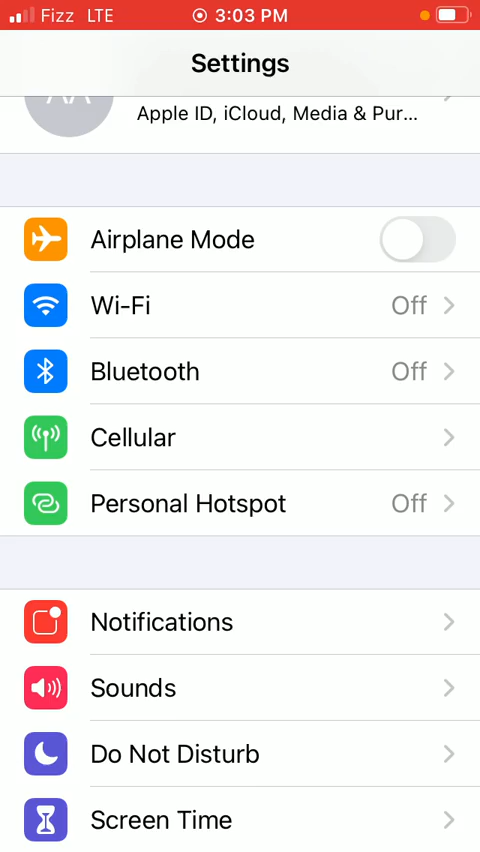 Fizz LTE 3:03 PM
Settings
Apple ID, iCloud, Media & Pur...
Airplane Mode
Wi-Fi Off
Bluetooth Off
Cellular
Personal Hotspot Off
Notifications
Sounds
Do Not Disturb
Screen Time